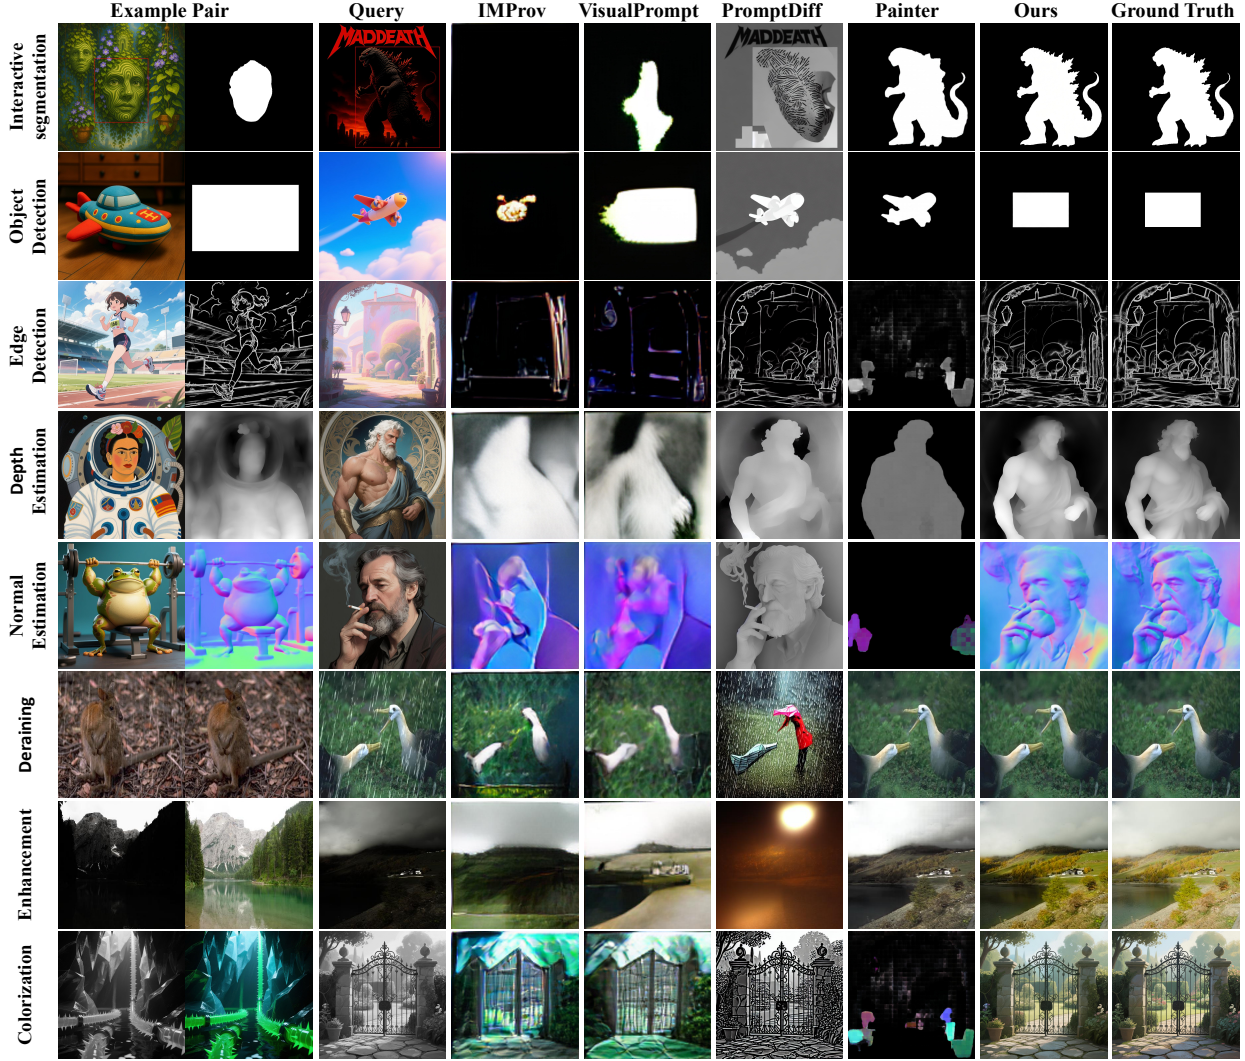 Example Pair Query IMProv VisualPrompt PromptDiff Painter Ours Ground Truth
Interactive
segmentation
MADDEATH
MADDEATH
Object
Detection
Edge
Detection
Depth
Estimation
Normal
Estimation
Deraining
Enhancement
Colorization